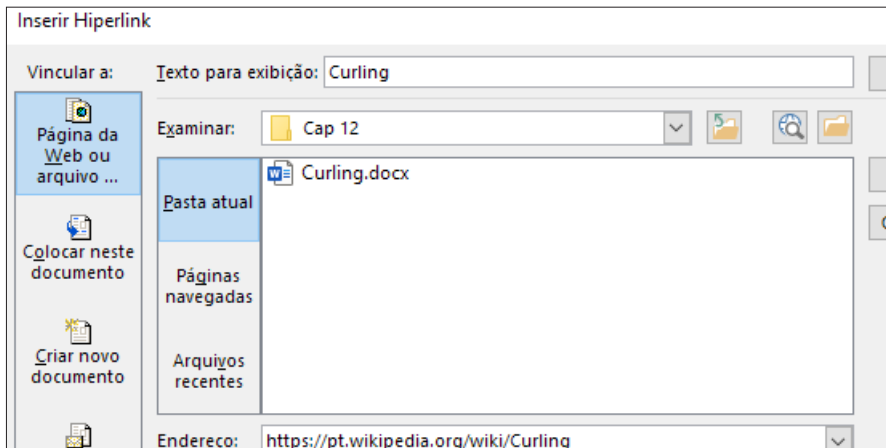 Inserir Hiperlink
Vincular a:
Texto para exibição: Curling
Página da
Web ou
arquivo ...
Examinar: Cap 12
Pasta atual
Curling.docx
Colocar neste
documento
Páginas
navegadas
Criar novo
documento
Arquivos
recentes
Endereço: https://pt.wikipedia.org/wiki/Curling